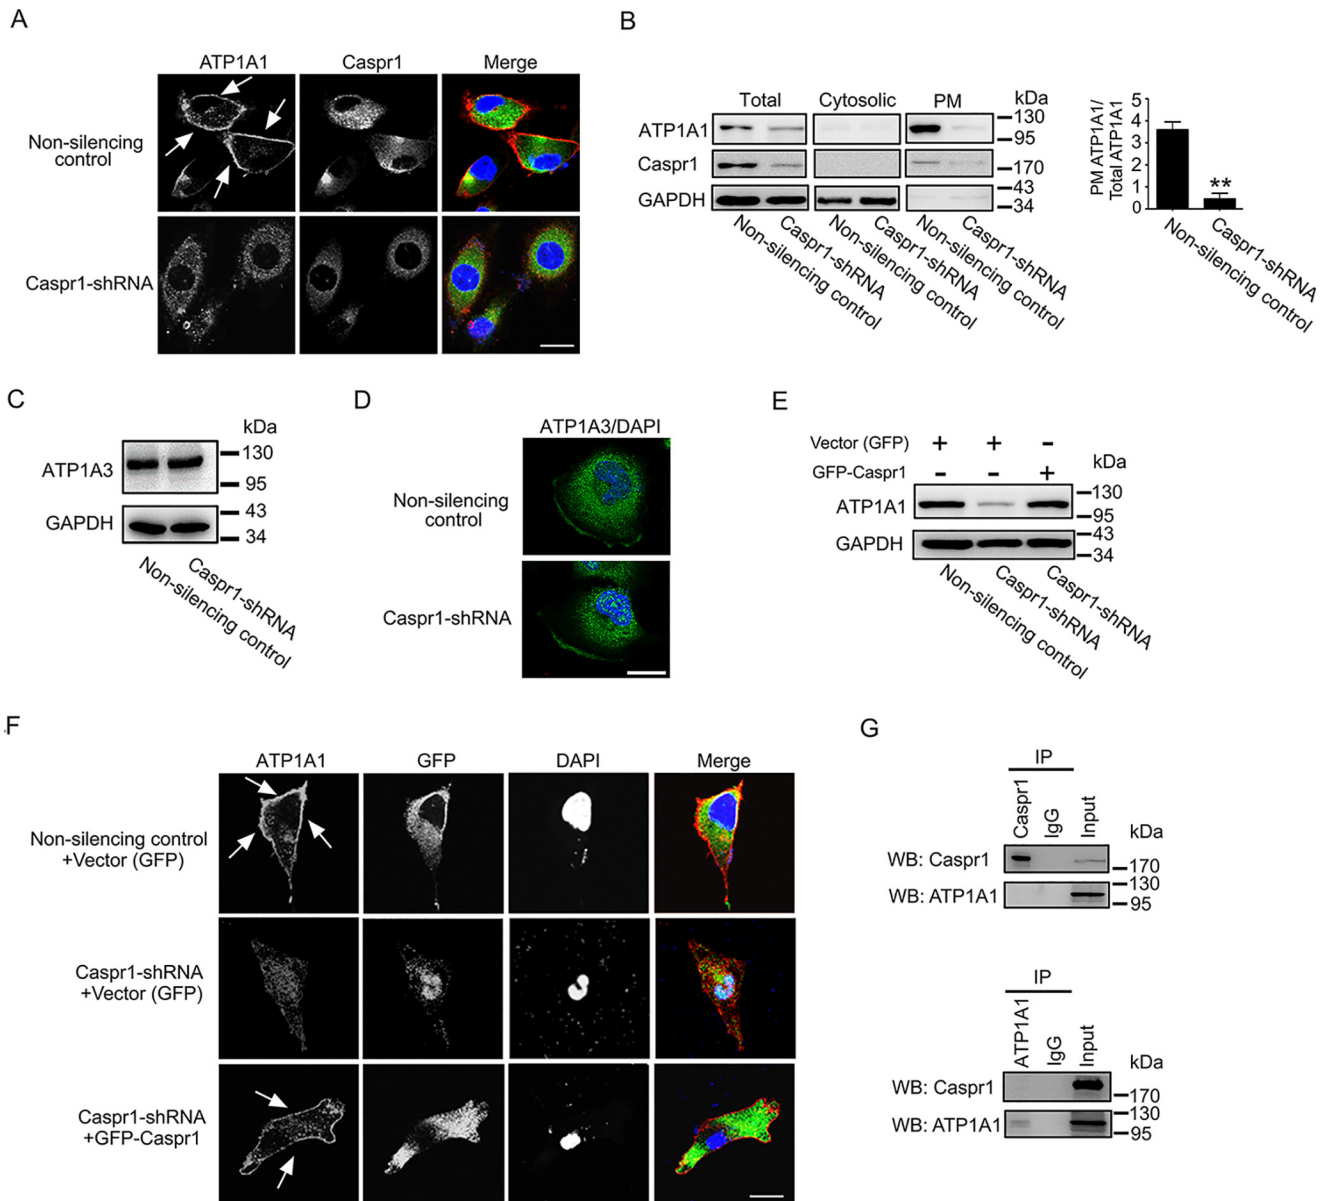 A
ATP1A1 Caspr1 Merge
Non-silencing
control
Caspr1-shRNA
B
Total Cytosolic PM kDa
ATP1A1
130
95
Caspr1
170
GAPDH
43
34
Non-silencing control
Caspr1-shRNA
Non-silencing control
Caspr1-shRNA
Non-silencing control
Caspr1-shRNA
PM ATP1A1/
Total ATP1A1
5
4
3
2
1
0
**
Non-silencing control
Caspr1-shRNA
C
kDa
ATP1A3
130
95
GAPDH
43
34
Non-silencing control
Caspr1-shRNA
D
ATP1A3/DAPI
Non-silencing
control
Caspr1-shRNA
E
Vector (GFP) + + -
GFP-Caspr1 - - +
kDa
ATP1A1
130
95
GAPDH
43
34
Non-silencing control
Caspr1-shRNA
Caspr1-shRNA
F
ATP1A1 GFP DAPI Merge
Non-silencing control
+Vector (GFP)
Caspr1-shRNA
+Vector (GFP)
Caspr1-shRNA
+GFP-Caspr1
G
IP
Caspr1 IgG Input
kDa
WB: Caspr1
170
WB: ATP1A1
130
95
IP
ATP1A1 IgG Input
kDa
WB: Caspr1
170
WB: ATP1A1
130
95